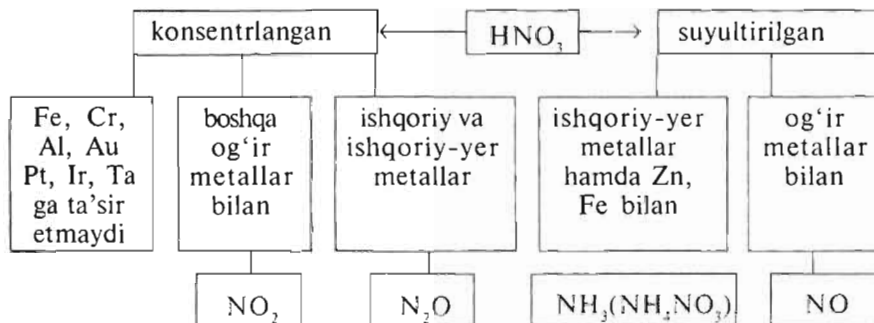 konsentrlangan
HNO₃
suyultirilgan
Fe, Cr,
Al, Au
Pt, Ir, Ta
ga ta'sir
etmaydi
boshqa
og‘ir
metallar
bilan
ishqoriy va
ishqoriy-yer
metallar
ishqoriy-yer
metallar
hamda Zn,
Fe bilan
og‘ir
metallar
bilan
NO₂
N₂O
NH₃(NH₄NO₃)
NO